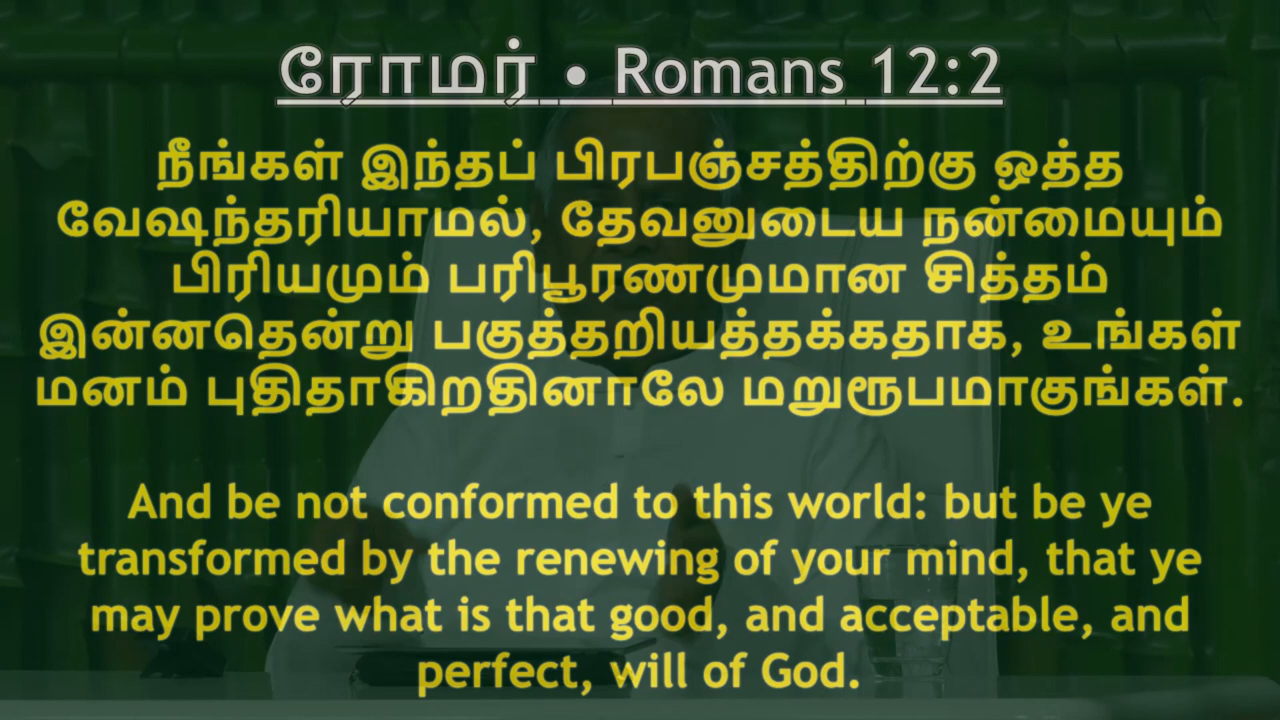 ரோமர் • Romans 12:2
நீங்கள் இந்தப் பிரபஞ்சத்திற்கு ஒத்த
வேஷந்தரியாமல், தேவனுடைய நன்மையும்
பிரியமும் பரிபூரணமுமான சித்தம்
இன்னதென்று பகுத்தறியத்தக்கதாக, உங்கள்
மனம் புதிதாகிறதினாலே மறுரூபமாகுங்கள்.
And be not conformed to this world: but be ye
transformed by the renewing of your mind, that ye
may prove what is that good, and acceptable, and
perfect, will of God.